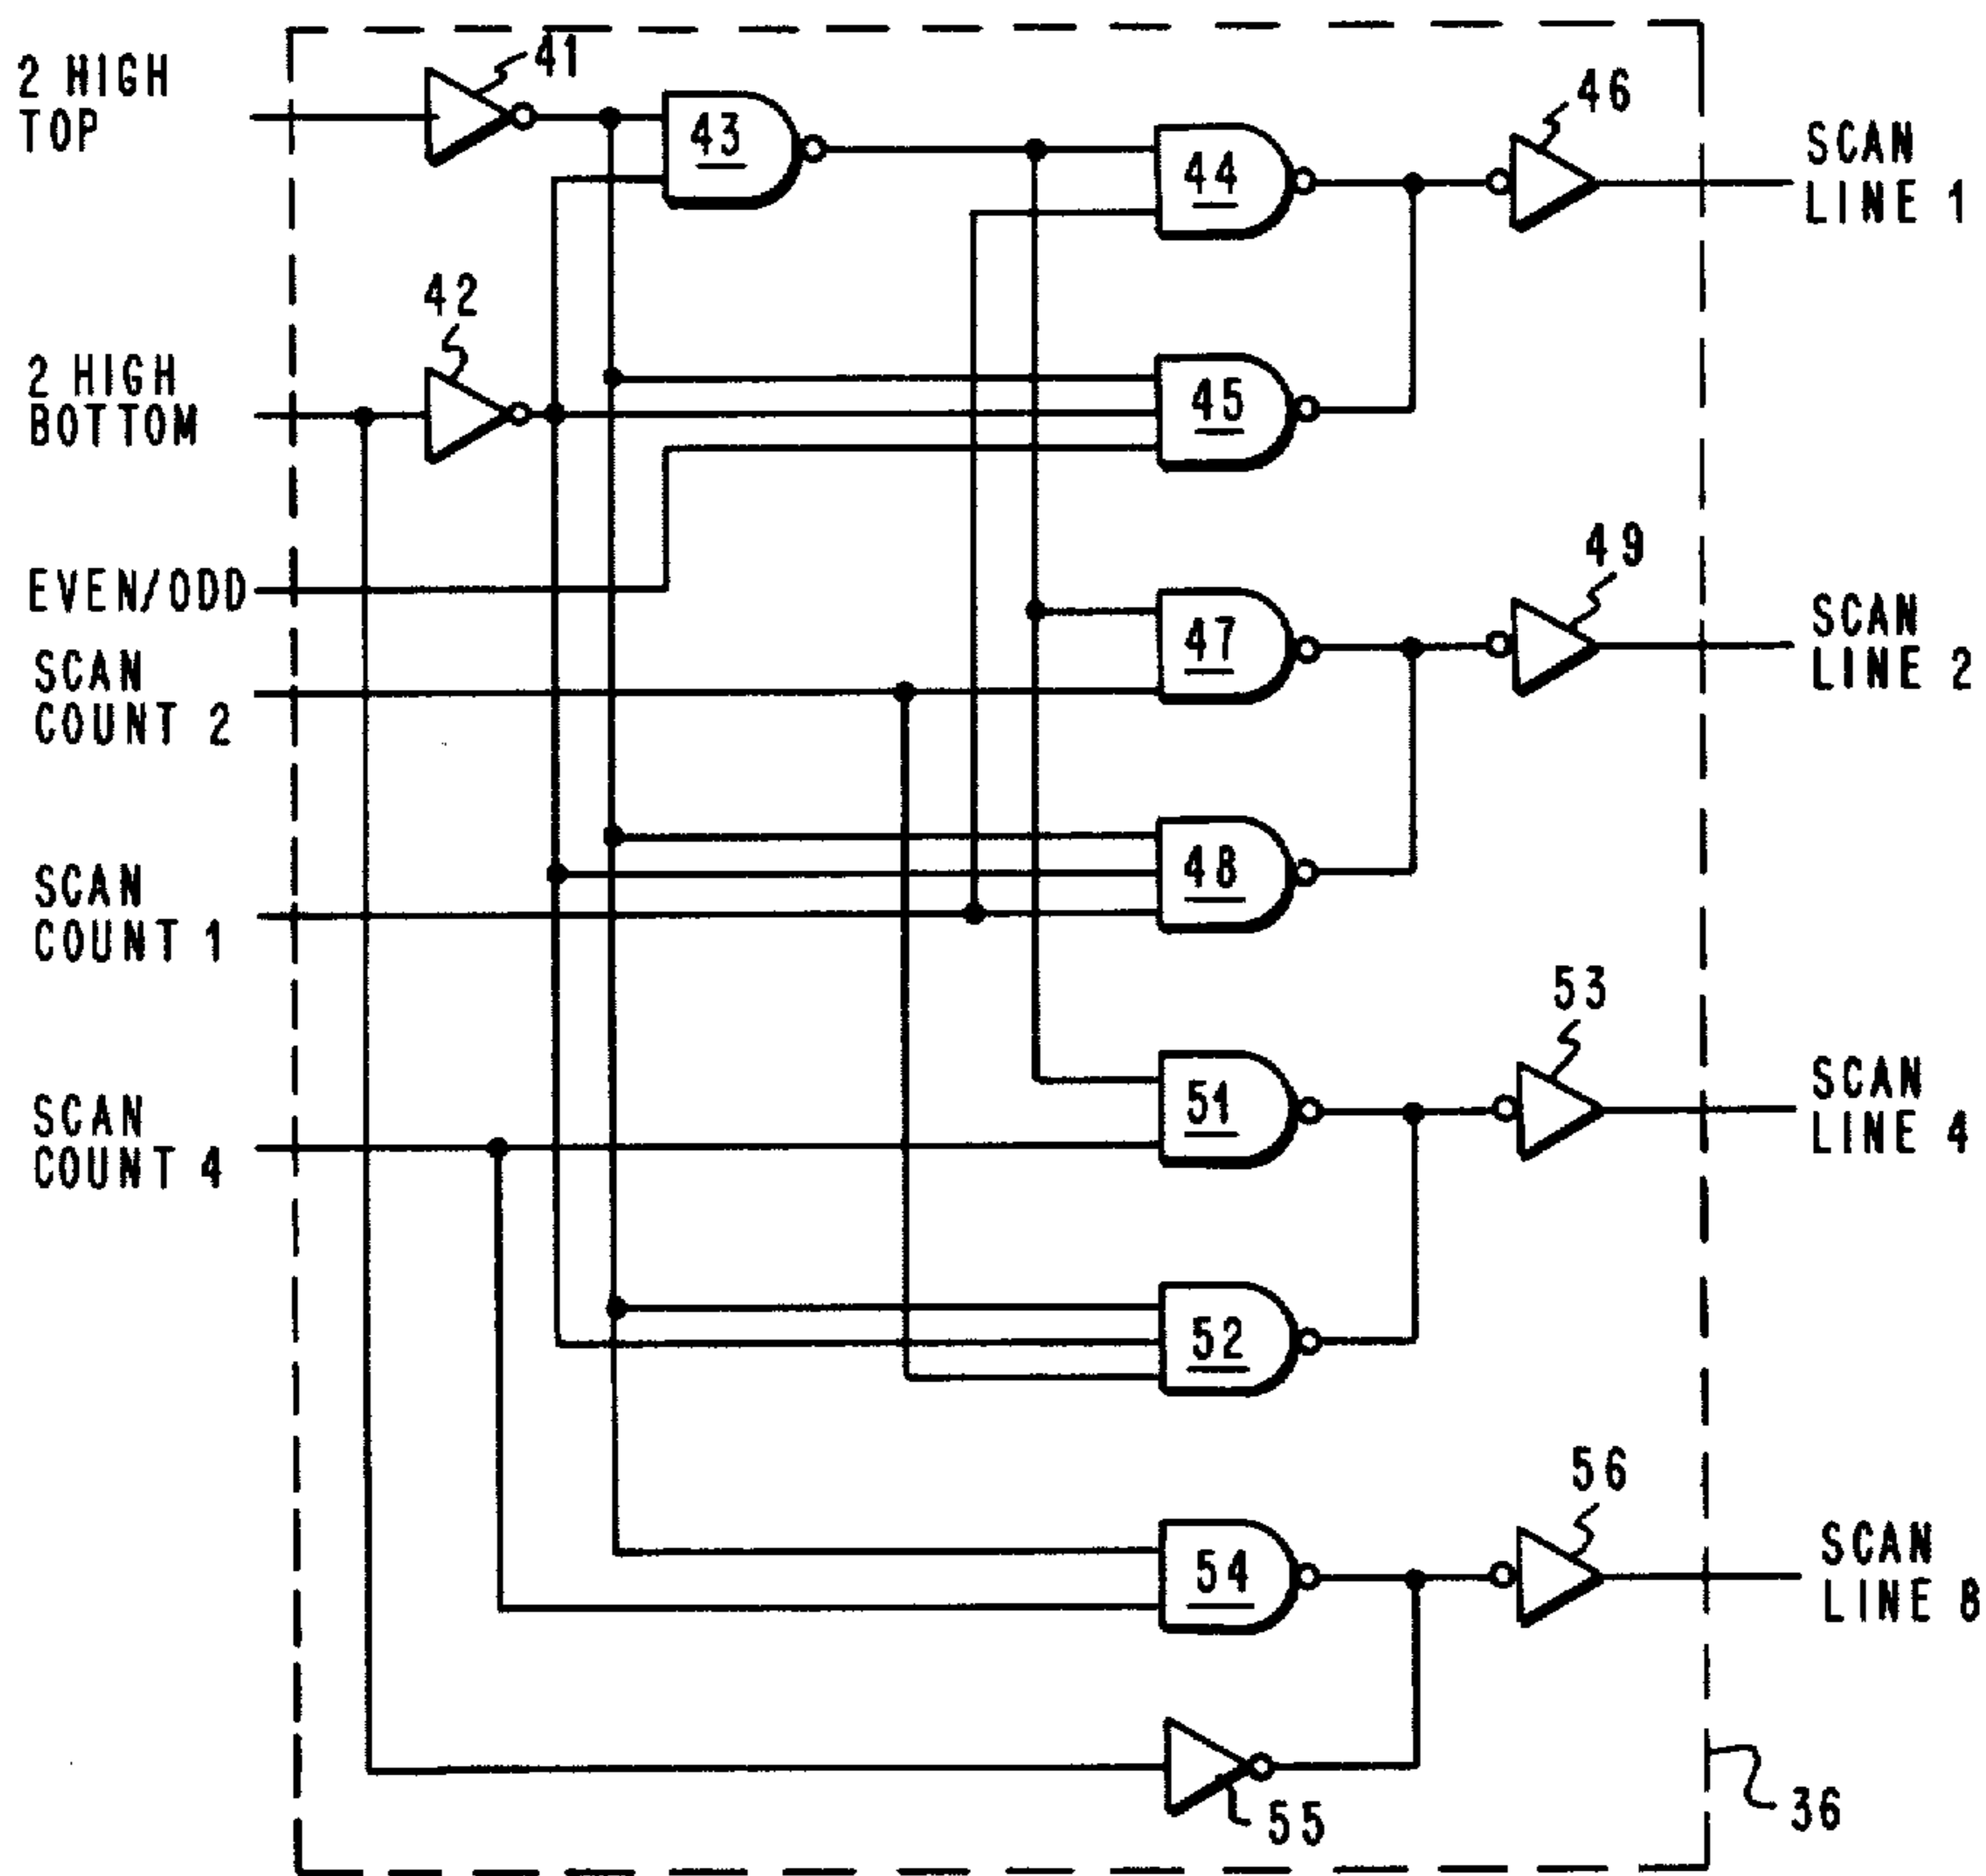 2 HIGH
TOP
41
43
44
46
SCAN
LINE 1
42
2 HIGH
BOTTOM
45
EVEN/ODD
49
47
SCAN
LINE 2
SCAN
COUNT 2
48
SCAN
COUNT 1
53
51
SCAN
LINE 4
SCAN
COUNT 4
52
56
54
SCAN
LINE 8
55
36